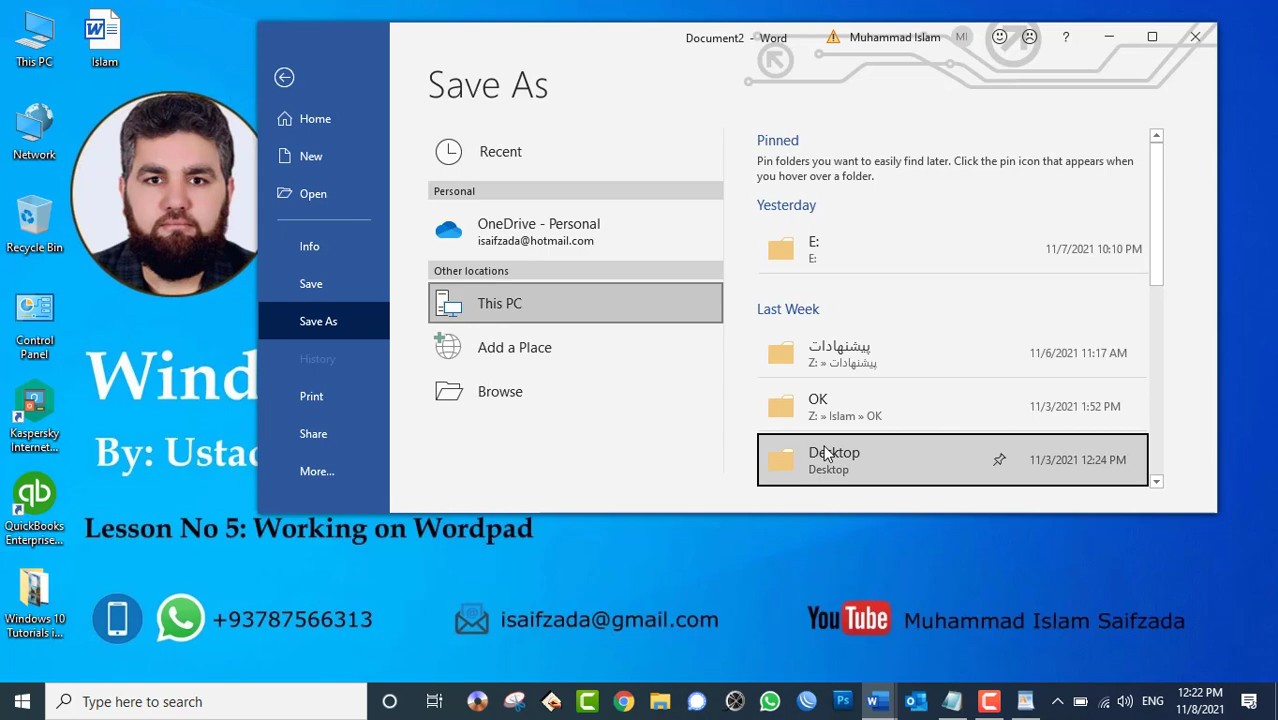 This PC
Islam
Network
Recycle Bin
Control
Panel
Kaspersky
Internet...
QuickBooks
Enterprise...
Windows 10
Tutorials i...
Document2 - Word
Muhammad Islam
MI
?
Home
New
Open
Info
Save
Save As
History
Print
Share
More...
Save As
Recent
Personal
OneDrive - Personal
isaifzada@hotmail.com
Other locations
This PC
Add a Place
Browse
Pinned
Pin folders you want to easily find later. Click the pin icon that appears when
you hover over a folder.
Yesterday
E:
E:
11/7/2021 10:10 PM
Last Week
پیشنهادات
Z: » پیشنهادات
11/6/2021 11:17 AM
OK
Z: » Islam » OK
11/3/2021 1:52 PM
Desktop
Desktop
11/3/2021 12:24 PM
Wind
By: Ustad
Lesson No 5: Working on Wordpad
+93787566313
isaifzada@gmail.com
YouTube
Muhammad Islam Saifzada
Type here to search
qb
Ps
ENG
12:22 PM
11/8/2021